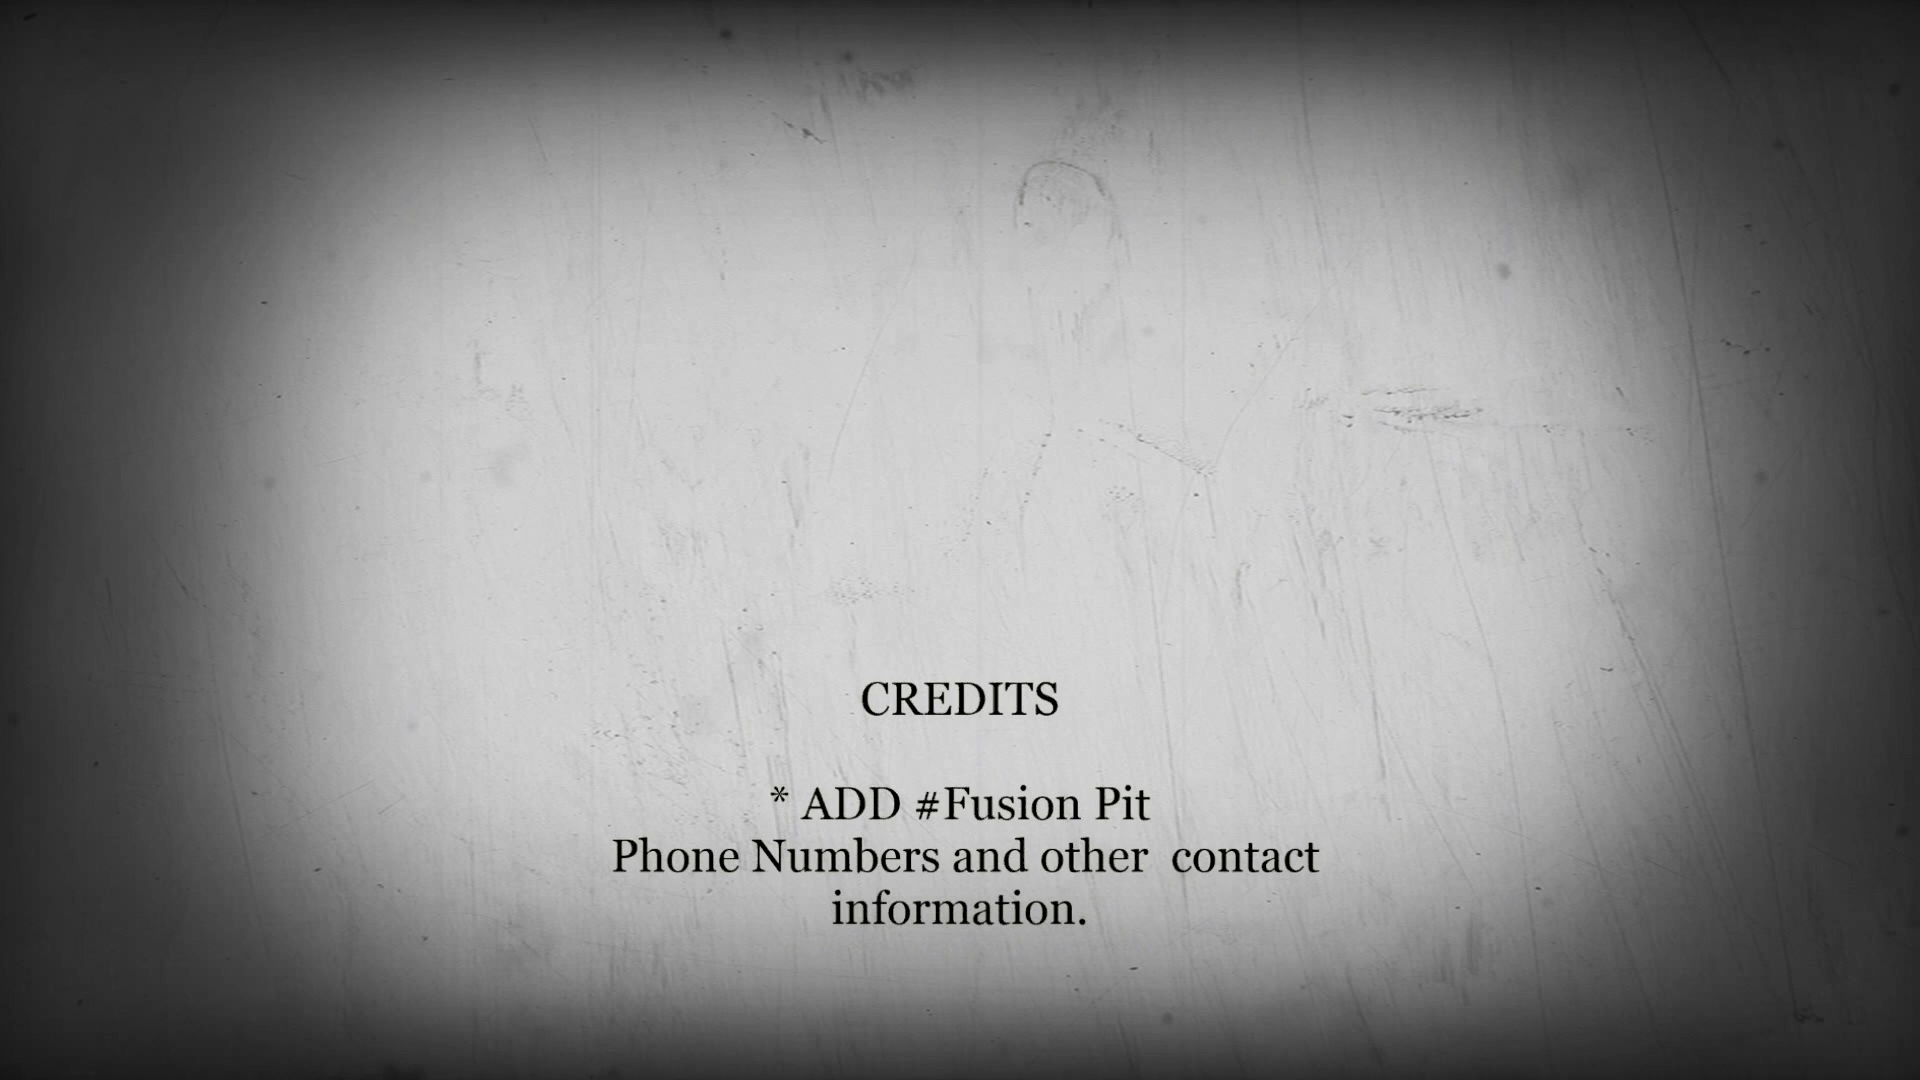 CREDITS
* ADD #Fusion Pit
Phone Numbers and other  contact
information.